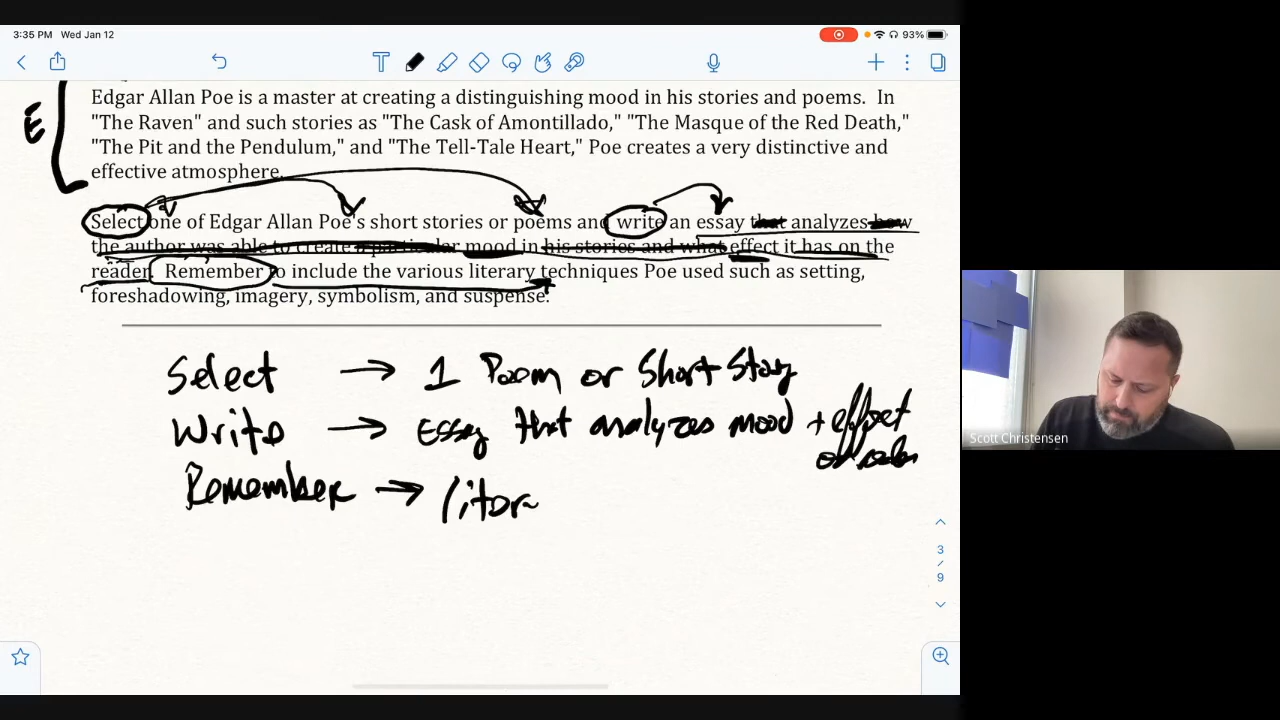 3:35 PM Wed Jan 12
93%
E
Edgar Allan Poe is a master at creating a distinguishing mood in his stories and poems. In
"The Raven" and such stories as "The Cask of Amontillado," "The Masque of the Red Death,"
"The Pit and the Pendulum," and "The Tell-Tale Heart," Poe creates a very distinctive and
effective atmosphere.
Select one of Edgar Allan Poe's short stories or poems and write an essay that analyzes how
the author was able to create a particular mood in his stories and what effect it has on the
reader. Remember to include the various literary techniques Poe used such as setting,
foreshadowing, imagery, symbolism, and suspense.
Select → 1 Poem or Short Story
Write → Essay that analyzes mood + effect
Remember → litera
3
/
9
Scott Christensen